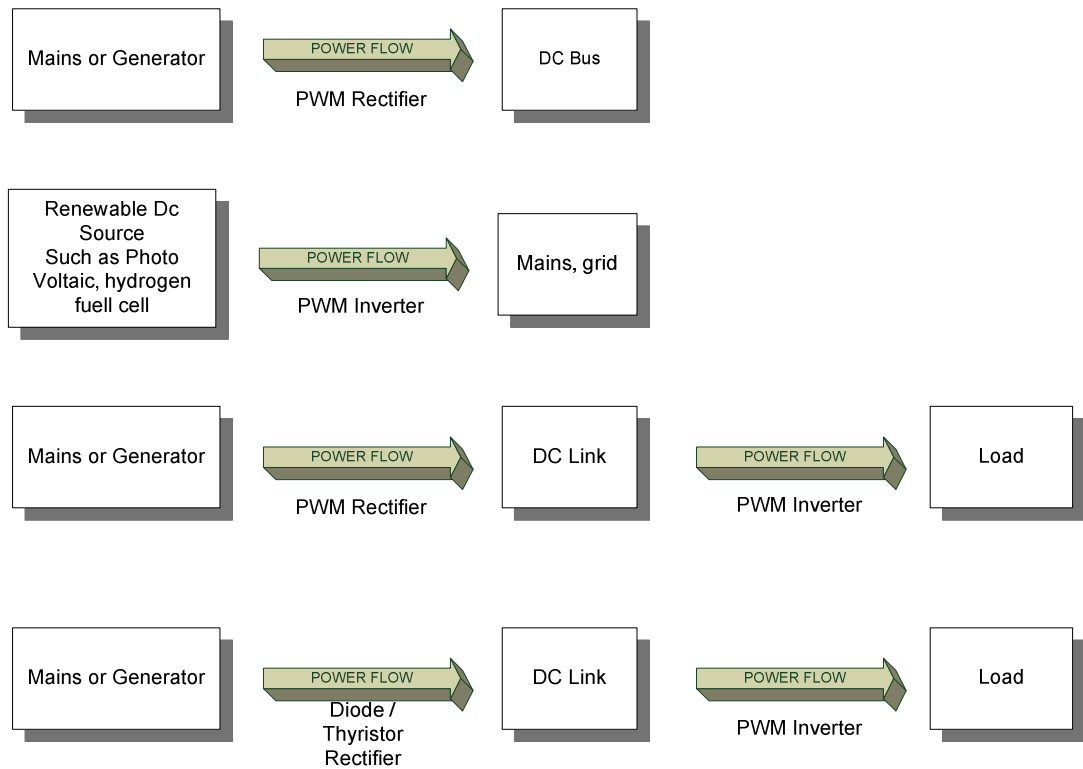 Mains or Generator
POWER FLOW
PWM Rectifier
DC Bus
Renewable Dc
Source
Such as Photo
Voltaic, hydrogen
fuell cell
POWER FLOW
PWM Inverter
Mains, grid
Mains or Generator
POWER FLOW
PWM Rectifier
DC Link
POWER FLOW
PWM Inverter
Load
Mains or Generator
POWER FLOW
Diode /
Thyristor
Rectifier
DC Link
POWER FLOW
PWM Inverter
Load